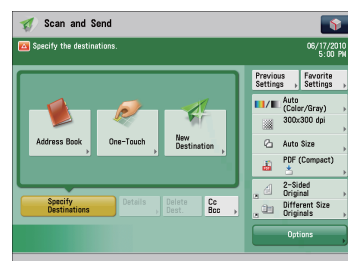 Scan and Send
Specify the destinations.
06/17/2010
5:00 PM
Previous
Settings
Favorite
Settings
Auto
(Color/Gray)
300x300 dpi
Address Book
One-Touch
New
Destination
Auto Size
PDF (Compact)
2-Sided
Original
Different Size
Originals
Specify
Destinations
Details
Delete
Dest.
Cc
Bcc
Options